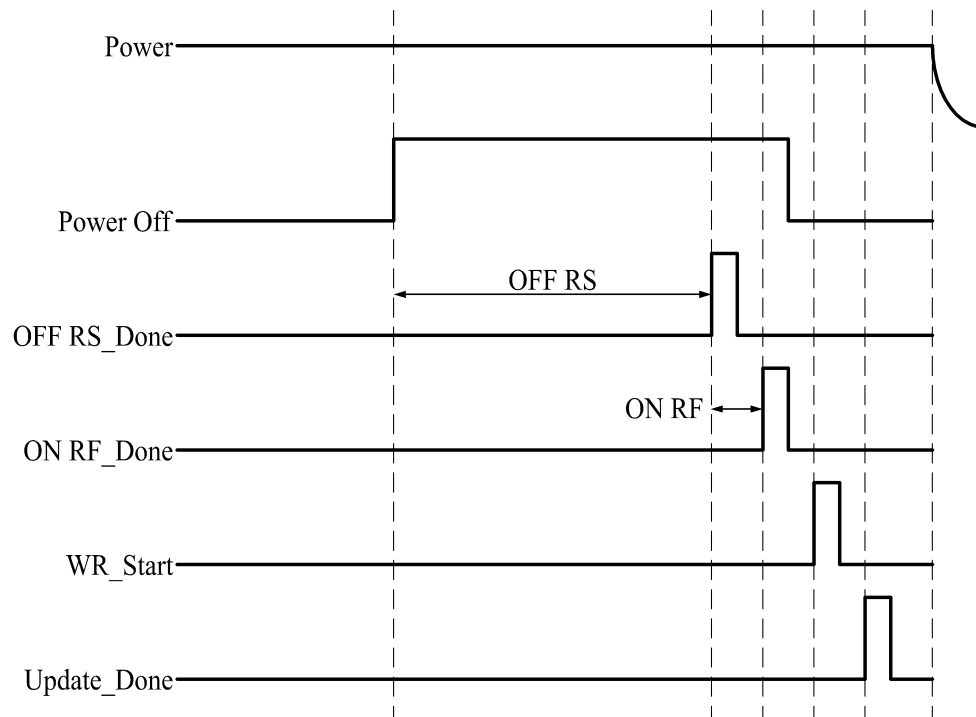 Power
Power Off
OFF RS
OFF RS_Done
ON RF
ON RF_Done
WR_Start
Update_Done